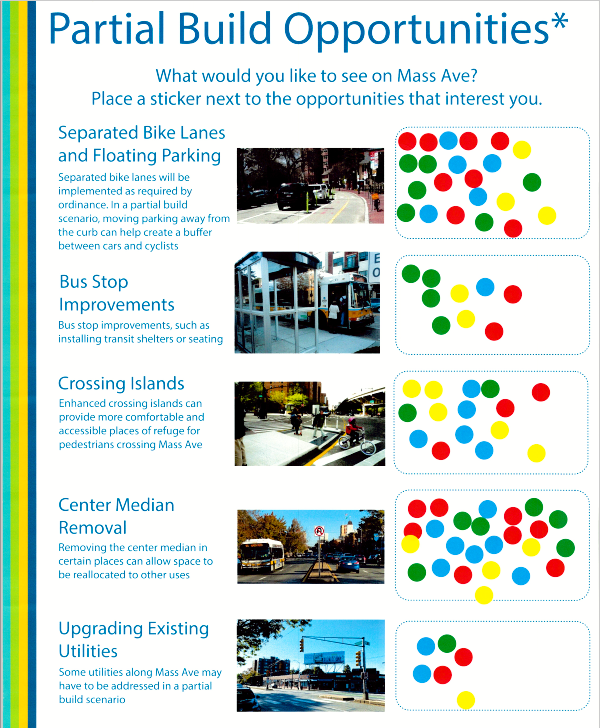 Partial Build Opportunities*
What would you like to see on Mass Ave?
Place a sticker next to the opportunities that interest you.
Separated Bike Lanes
and Floating Parking
Separated bike lanes will be
implemented as required by
ordinance. In a partial build
scenario, moving parking away from
the curb can help create a buffer
between cars and cyclists
Bus Stop
Improvements
Bus stop improvements, such as
installing transit shelters or seating
Crossing Islands
Enhanced crossing islands can
provide more comfortable and
accessible places of refuge for
pedestrians crossing Mass Ave
Center Median
Removal
Removing the center median in
certain places can allow space to
be reallocated to other uses
Upgrading Existing
Utilities
Some utilities along Mass Ave may
have to be addressed in a partial
build scenario